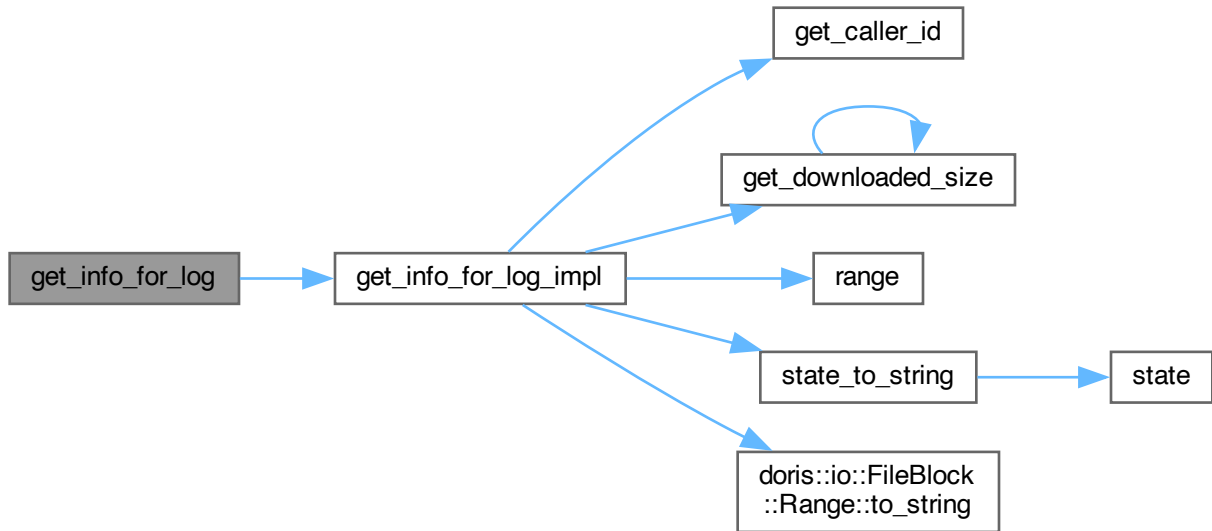 get_caller_id
get_downloaded_size
get_info_for_log
get_info_for_log_impl
range
state_to_string
state
doris::io::FileBlock
::Range::to_string